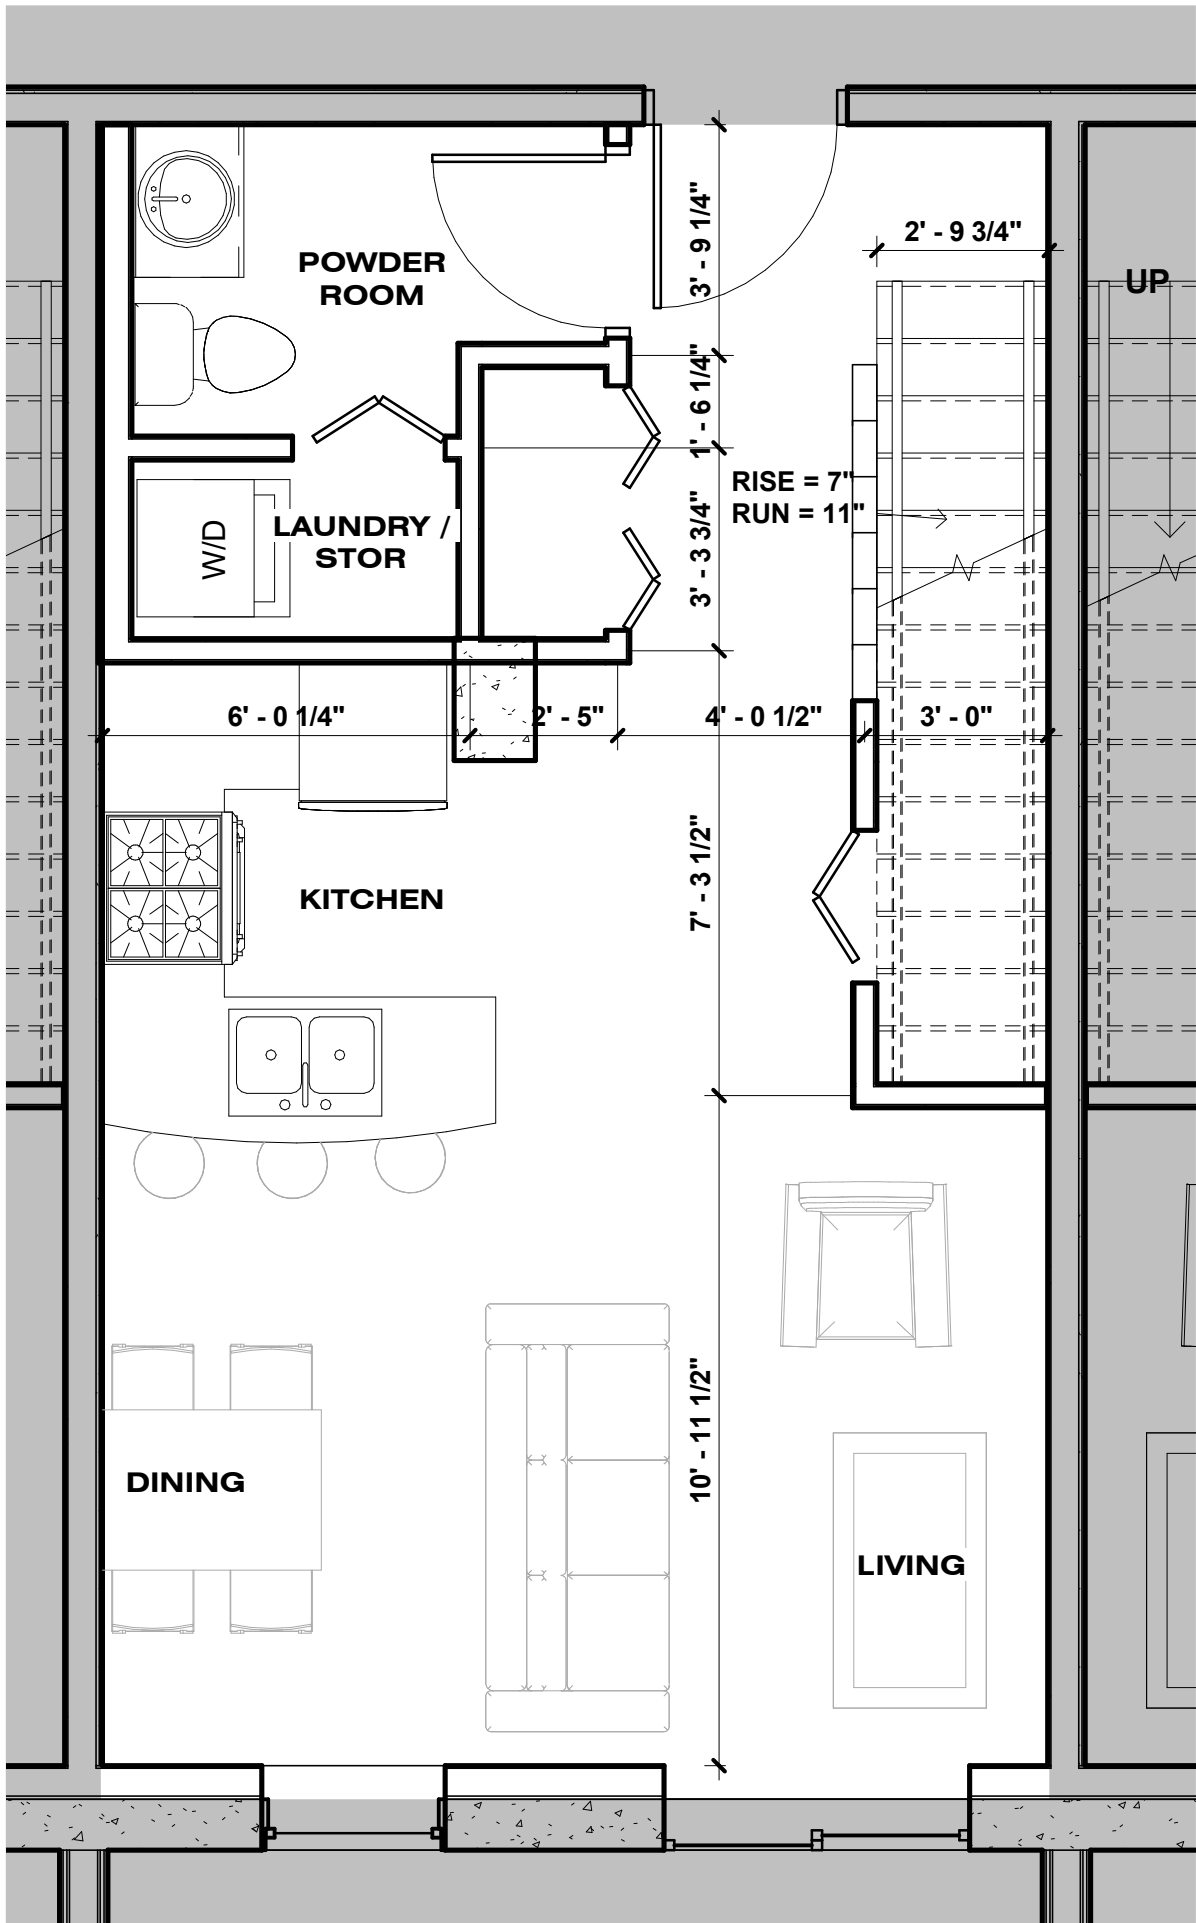 3' - 9 1/4"
2' - 9 3/4"
POWDER
ROOM
UP
1' - 6 1/4"
RISE = 7"
RUN = 11"
W/D
LAUNDRY /
STOR
3' - 3 3/4"
6' - 0 1/4"
2' - 5"
4' - 0 1/2"
3' - 0"
7' - 3 1/2"
KITCHEN
10' - 11 1/2"
DINING
LIVING